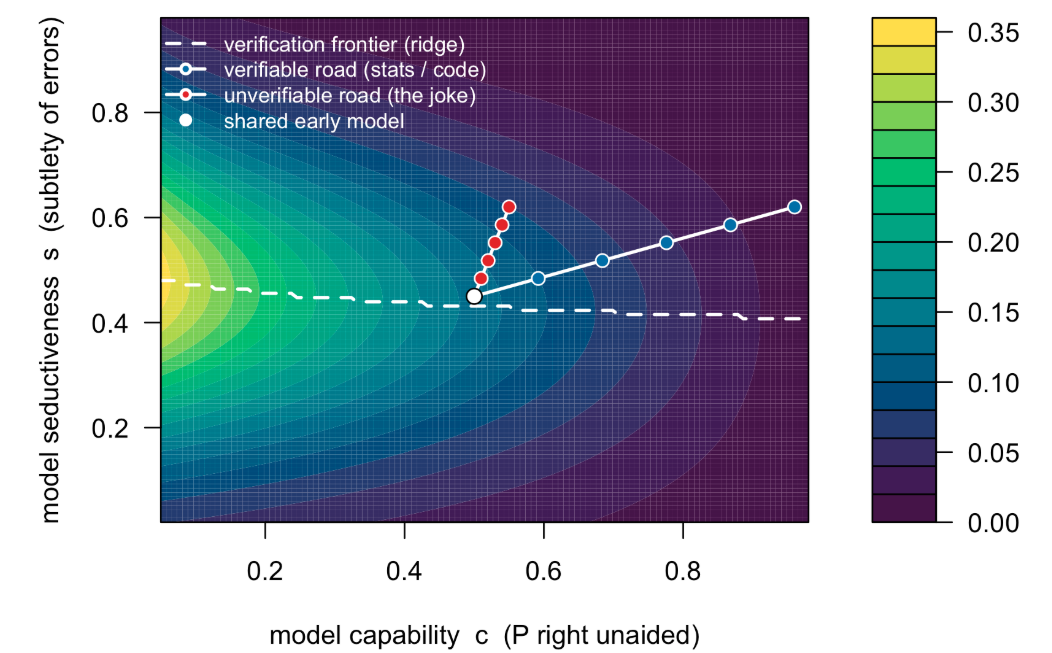 verification frontier (ridge)
verifiable road (stats / code)
unverifiable road (the joke)
shared early model
model seductiveness s (subtlety of errors)
0.8
0.6
0.4
0.2
0.2 0.4 0.6 0.8
model capability c (P right unaided)
0.35
0.30
0.25
0.20
0.15
0.10
0.05
0.00